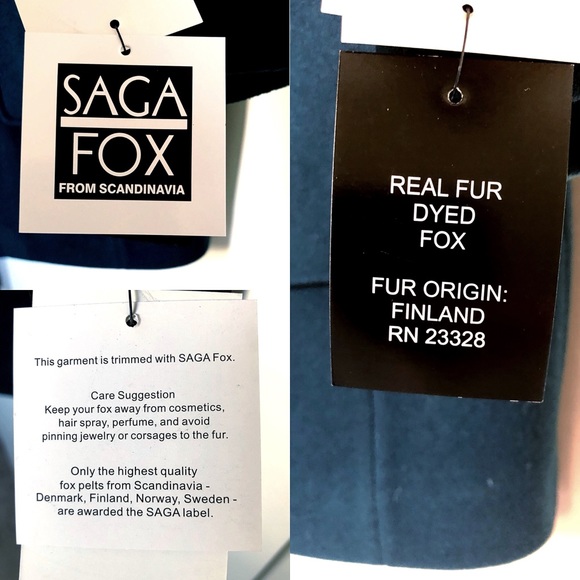 SAGA
FOX
FROM SCANDINAVIA
This garment is trimmed with SAGA Fox.
Care Suggestion
Keep your fox away from cosmetics,
hair spray, perfume, and avoid
pinning jewelry or corsages to the fur.
Only the highest quality
fox pelts from Scandinavia -
Denmark, Finland, Norway, Sweden -
are awarded the SAGA label.
REAL FUR
DYED
FOX
FUR ORIGIN:
FINLAND
RN 23328